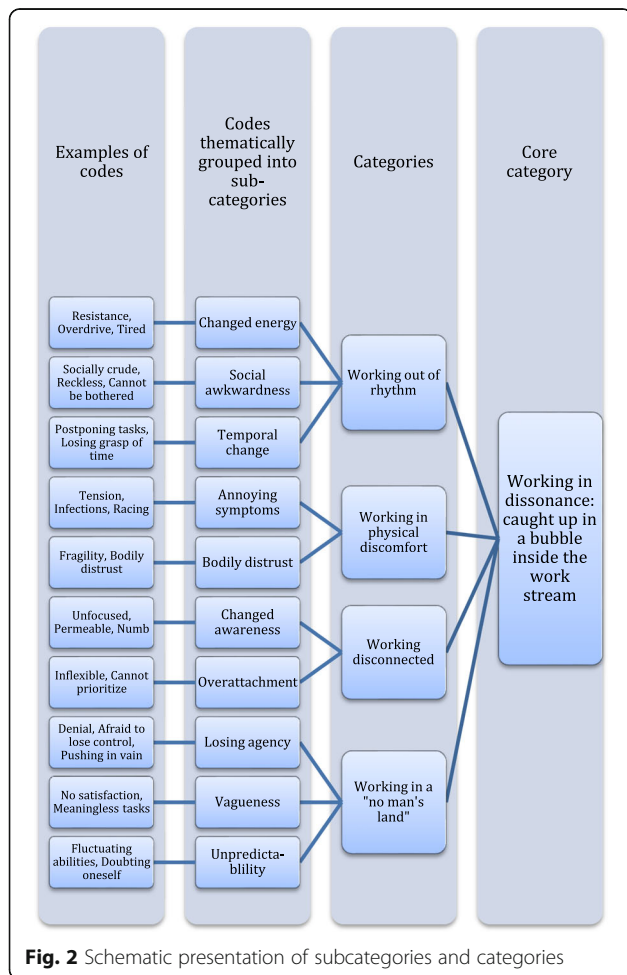 Examples of
codes
Codes
thematically
grouped into
sub-
categories
Categories
Core
category
Resistance,
Overdrive, Tired
Changed energy
Socially crude,
Reckless, Cannot
be bothered
Social
awkwardness
Postponing tasks,
Losing grasp of
time
Temporal
change
Working out of
rhythm
Tension,
Infections, Racing
Annoying
symptoms
Fragility, Bodily
distrust
Bodily distrust
Working in
physical
discomfort
Unfocused,
Permeable, Numb
Changed
awareness
Inflexible, Cannot
prioritize
Overattachment
Working
disconnected
Denial, Afraid to
lose control,
Pushing in vain
Losing agency
No satisfaction,
Meaningless tasks
Vagueness
Fluctuating
abilities, Doubting
oneself
Unpredicta-
blility
Working in a
"no man's
land"
Working in
dissonance:
caught up in
a bubble
inside the
work
stream
Fig. 2 Schematic presentation of subcategories and categories